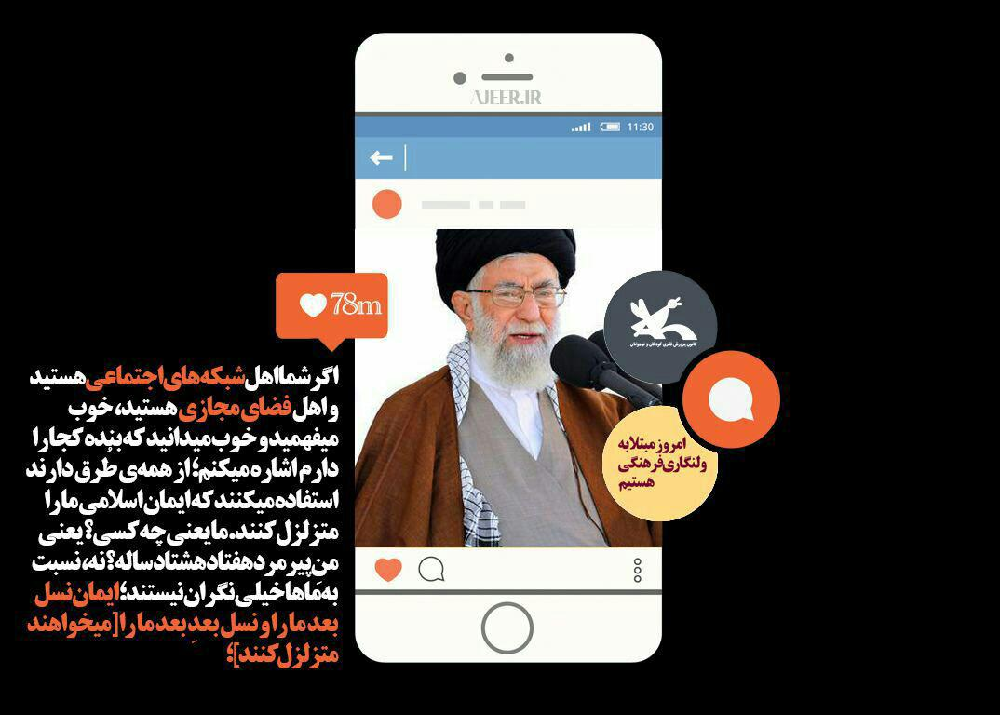 AJEER.IR
11:30
78m
کانون پرورش فکری کودکان و نوجوانان
امروز مبتلا به
ولنگاری فرهنگی
هستیم
اگر شما اهل شبکه‌های اجتماعی هستید
و اهل فضای مجازی هستید، خوب
میفهمید و خوب میدانید که بنده کجا را
دارم اشاره میکنم؛ از همه‌ی طُرق دارند
استفاده میکنند که ایمان اسلامی ما را
متزلزل کنند. ما یعنی چه کسی؟ یعنی
منِ پیرمرد هفتاد هشتاد ساله؟ نه، نسبت
به ماها خیلی نگران نیستند؛ ایمان نسل
بعد ما را و نسل بعدِ بعد ما را [میخواهند
متزلزل کنند]؛